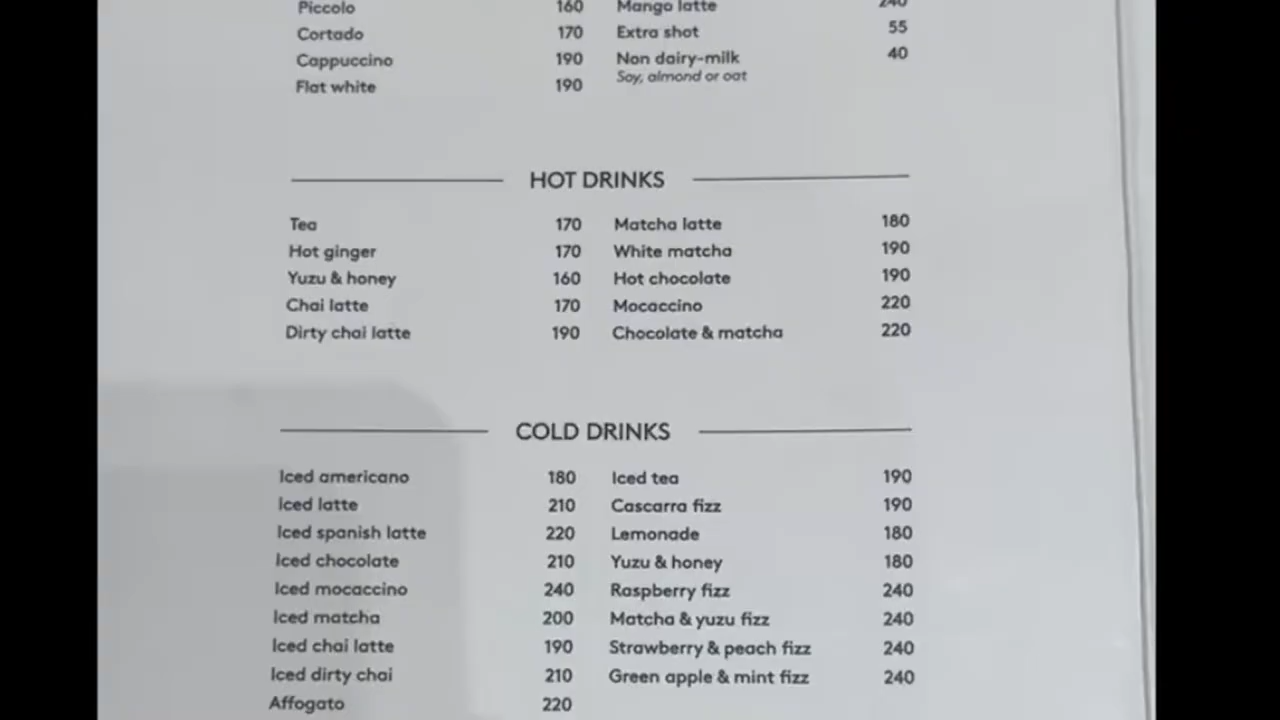 Piccolo 160 Mango latte 240
Cortado 170 Extra shot 55
Cappuccino 190 Non dairy-milk 40
Soy, almond or oat
Flat white 190
HOT DRINKS
Tea 170 Matcha latte 180
Hot ginger 170 White matcha 190
Yuzu & honey 160 Hot chocolate 190
Chai latte 170 Mocaccino 220
Dirty chai latte 190 Chocolate & matcha 220
COLD DRINKS
Iced americano 180 Iced tea 190
Iced latte 210 Cascarra fizz 190
Iced spanish latte 220 Lemonade 180
Iced chocolate 210 Yuzu & honey 180
Iced mocaccino 240 Raspberry fizz 240
Iced matcha 200 Matcha & yuzu fizz 240
Iced chai latte 190 Strawberry & peach fizz 240
Iced dirty chai 210 Green apple & mint fizz 240
Affogato 220